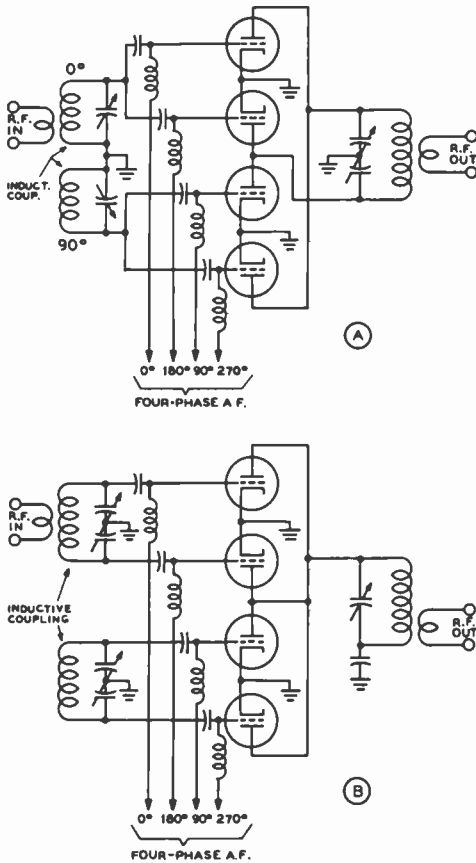 0°
R.F.
IN
INDUCT.
COUP.
90°
R.F.
OUT
A
0° 180° 90° 270°
FOUR-PHASE A.F.
R.F.
IN
INDUCTIVE
COUPLING
R.F.
OUT
B
0° 180° 90° 270°
FOUR-PHASE A.F.